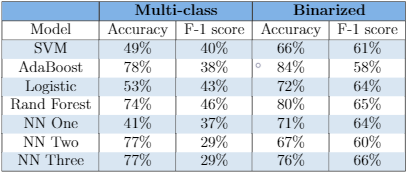 Multi-class Binarized
Model Accuracy F-1 score Accuracy F-1 score
SVM 49% 40% 66% 61%
AdaBoost 78% 38% 84% 58%
Logistic 53% 43% 72% 64%
Rand Forest 74% 46% 80% 65%
NN One 41% 37% 71% 64%
NN Two 77% 29% 67% 60%
NN Three 77% 29% 76% 66%